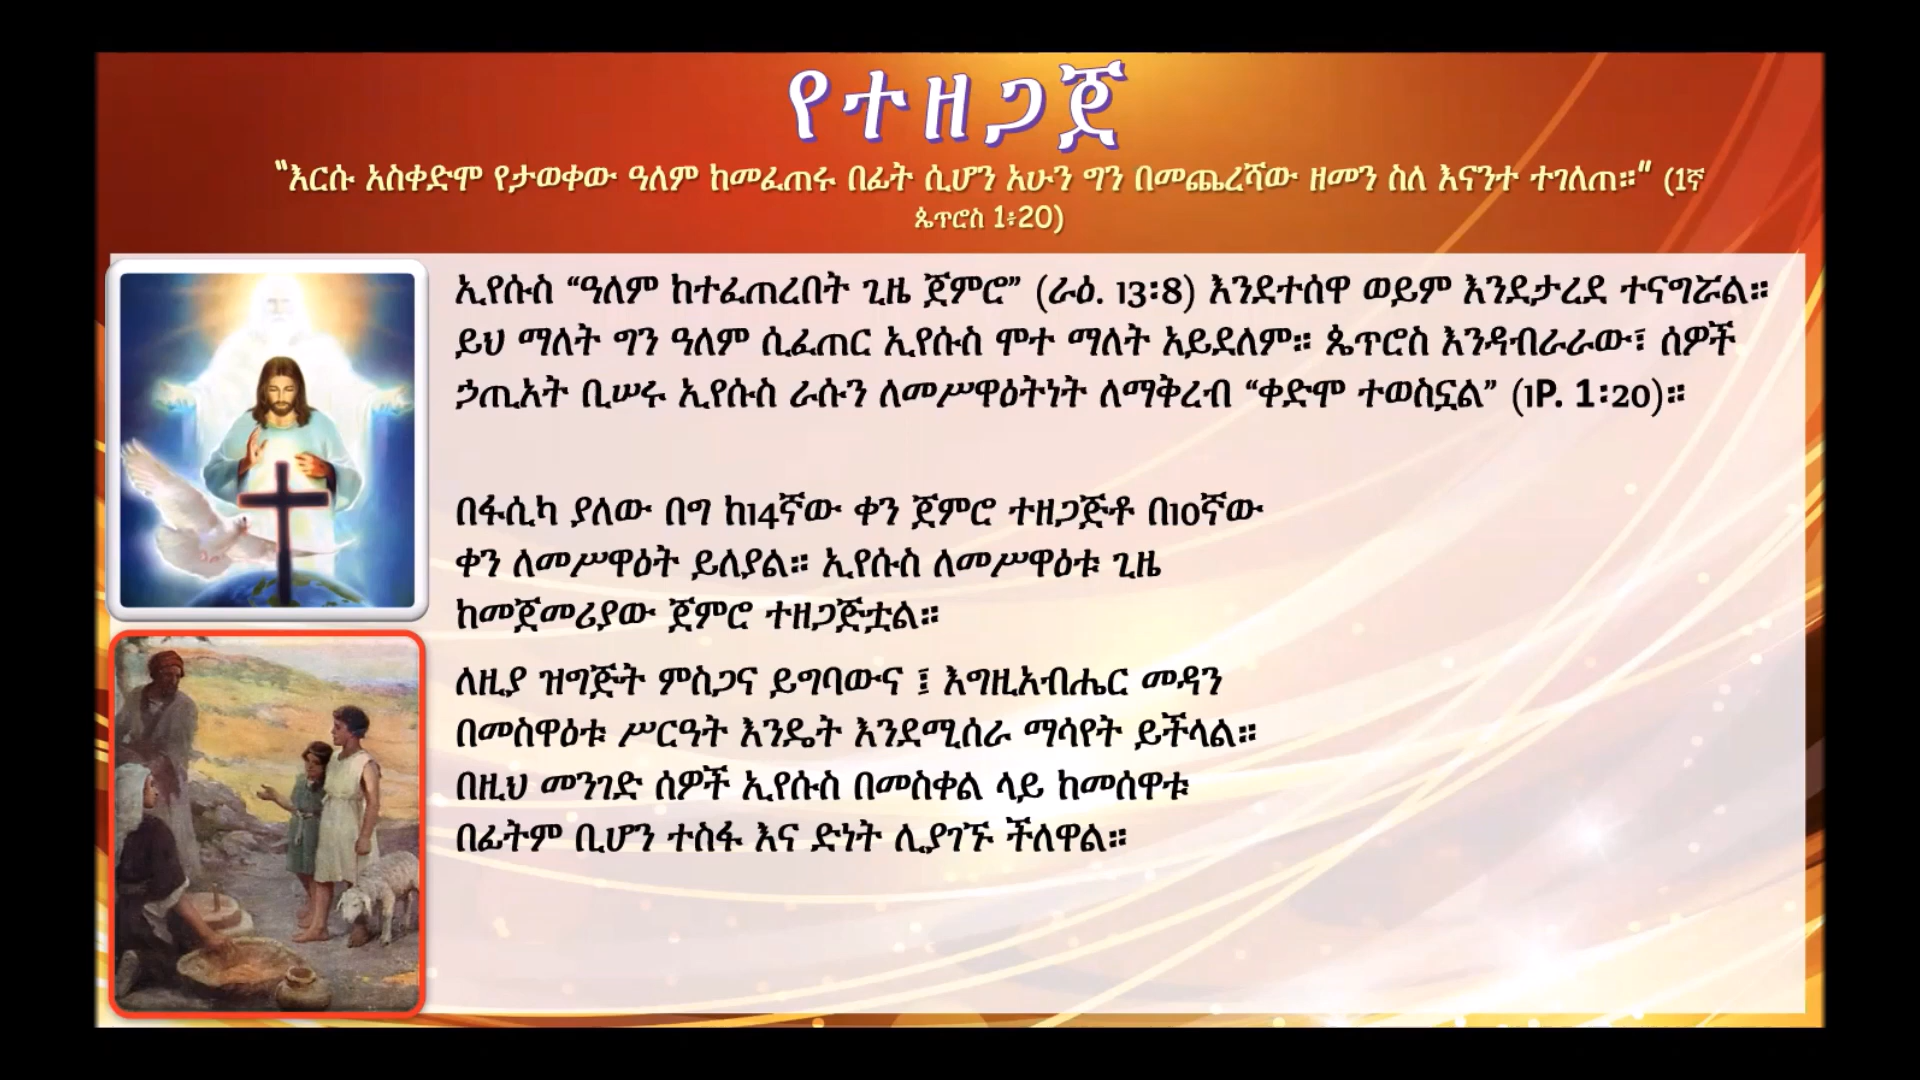 የተዘጋጀ
“እርሱ አስቀድሞ የታወቀው ዓለም ከመፈጠሩ በፊት ሲሆን አሁን ግን በመጨረሻው ዘመን ስለ እናንተ ተገለጠ።” (1ኛ
ጴጥሮስ 1፥20)
ኢየሱስ “ዓለም ከተፈጠረበት ጊዜ ጀምሮ” (ራዕ. 13፡8) እንደተሰዋ ወይም እንደታረደ ተናግሯል።
ይህ ማለት ግን ዓለም ሲፈጠር ኢየሱስ ሞተ ማለት አይደለም። ጴጥሮስ እንዳብራራው፣ ሰዎች
ኃጢአት ቢሠሩ ኢየሱስ ራሱን ለመሥዋዕትነት ለማቅረብ “ቀድሞ ተወስኗል” (1P. 1፡20)።
በፋሲካ ያለው በግ ከ14ኛው ቀን ጀምሮ ተዘጋጅቶ በ10ኛው
ቀን ለመሥዋዕት ይለያል። ኢየሱስ ለመሥዋዕቱ ጊዜ
ከመጀመሪያው ጀምሮ ተዘጋጅቷል።
ለዚያ ዝግጅት ምስጋና ይግባውና ፤ እግዚአብሔር መዳን
በመስዋዕቱ ሥርዓት እንዴት እንደሚሰራ ማሳየት ይችላል።
በዚህ መንገድ ሰዎች ኢየሱስ በመስቀል ላይ ከመሰዋቱ
በፊትም ቢሆን ተስፋ እና ድነት ሊያገኙ ችለዋል።